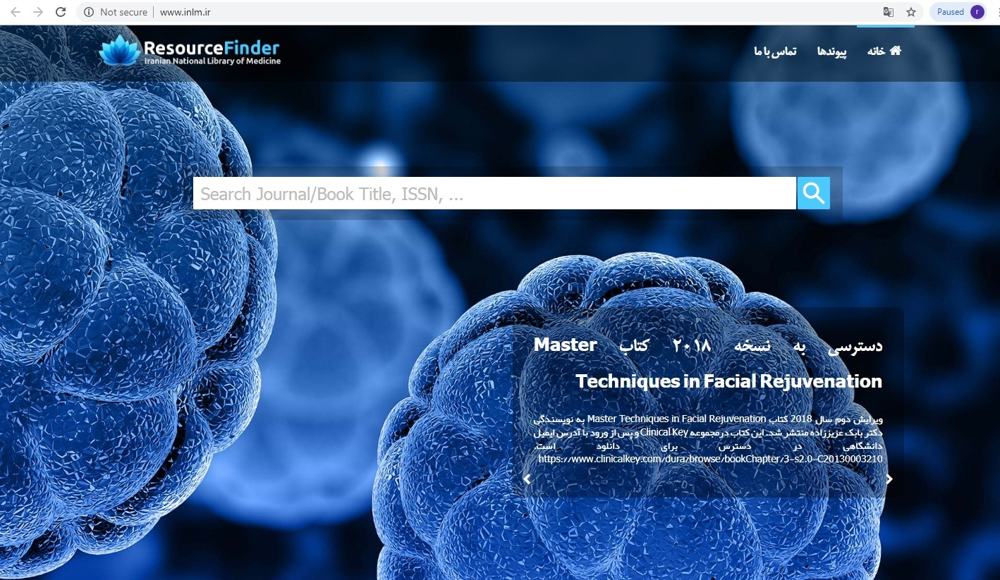 Not secure | www.inlm.ir
Paused
r
ResourceFinder
Iranian National Library of Medicine
خانه
پیوندها
تماس با ما
Search Journal/Book Title, ISSN, ...
دسترسی به نسخه ۲۰۱۸ کتاب Master
Techniques in Facial Rejuvenation
ویرایش دوم سال 2018 کتاب Master Techniques in Facial Rejuvenation به نویسندگی
دکتر بابک عزیززاده منتشر شد. این کتاب در مجموعه Clinical Key و پس از ورود با آدرس ایمیل
دانشگاهی در دسترس برای دانلود است.
https://www.clinicalkey.com/dura/browse/bookChapter/3-s2.0-C20130003210